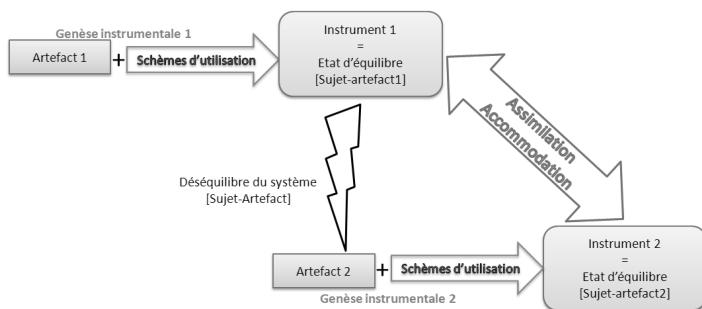 Genèse instrumentale 1
Artefact 1
+
Schèmes d'utilisation
Instrument 1
=
Etat d'équilibre
[Sujet-artefact1]
Assimilation
Accommodation
Déséquilibre du système
[Sujet-Artefact]
Artefact 2
+
Schèmes d'utilisation
Genèse instrumentale 2
Instrument 2
=
Etat d'équilibre
[Sujet-artefact2]